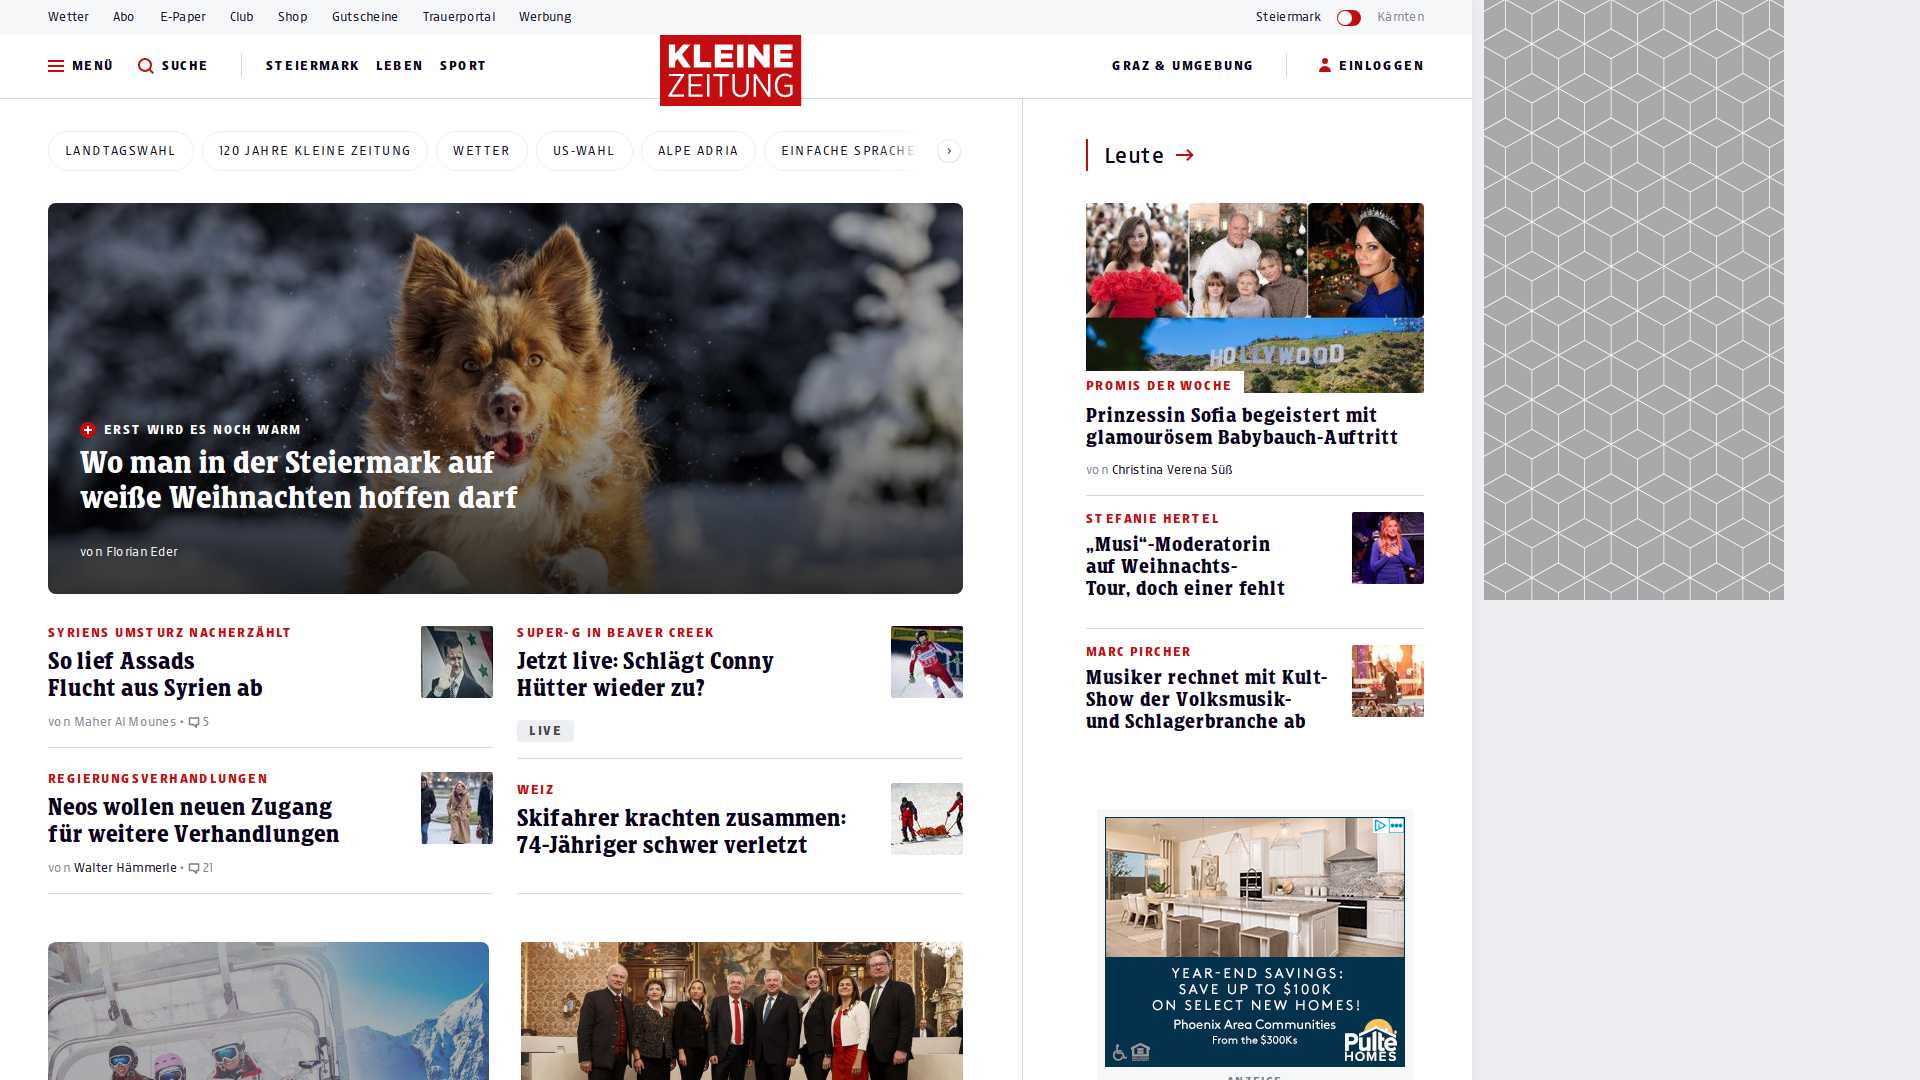 Wetter
Abo
E-Paper
Club
Shop
Gutscheine
Trauerportal
Werbung
Steiermark
Kärnten
MENÜ
SUCHE
STEIERMARK
LEBEN
SPORT
KLEINE
ZEITUNG
GRAZ & UMGEBUNG
EINLOGGEN
LANDTAGSWAHL
120 JAHRE KLEINE ZEITUNG
WETTER
US-WAHL
ALPE ADRIA
EINFACHE SPRACHE
ERST WIRD ES NOCH WARM
Wo man in der Steiermark auf
weiße Weihnachten hoffen darf
von Florian Eder
SYRIENS UMSTURZ NACHERZÄHLT
So lief Assads
Flucht aus Syrien ab
von Maher Al Mounes • 5
REGIERUNGSVERHANDLUNGEN
Neos wollen neuen Zugang
für weitere Verhandlungen
von Walter Hämmerle • 21
SUPER-G IN BEAVER CREEK
Jetzt live: Schlägt Conny
Hütter wieder zu?
LIVE
WEIZ
Skifahrer krachten zusammen:
74-Jähriger schwer verletzt
Leute
HOLLYWOOD
PROMIS DER WOCHE
Prinzessin Sofia begeistert mit
glamourösem Babybauch-Auftritt
von Christina Verena Süß
STEFANIE HERTEL
„Musi“-Moderatorin
auf Weihnachts-
Tour, doch einer fehlt
MARC PIRCHER
Musiker rechnet mit Kult-
Show der Volksmusik-
und Schlagerbranche ab
YEAR-END SAVINGS:
SAVE UP TO $100K
ON SELECT NEW HOMES!
Phoenix Area Communities
From the $300Ks
Pulte
HOMES
ANZEIGE